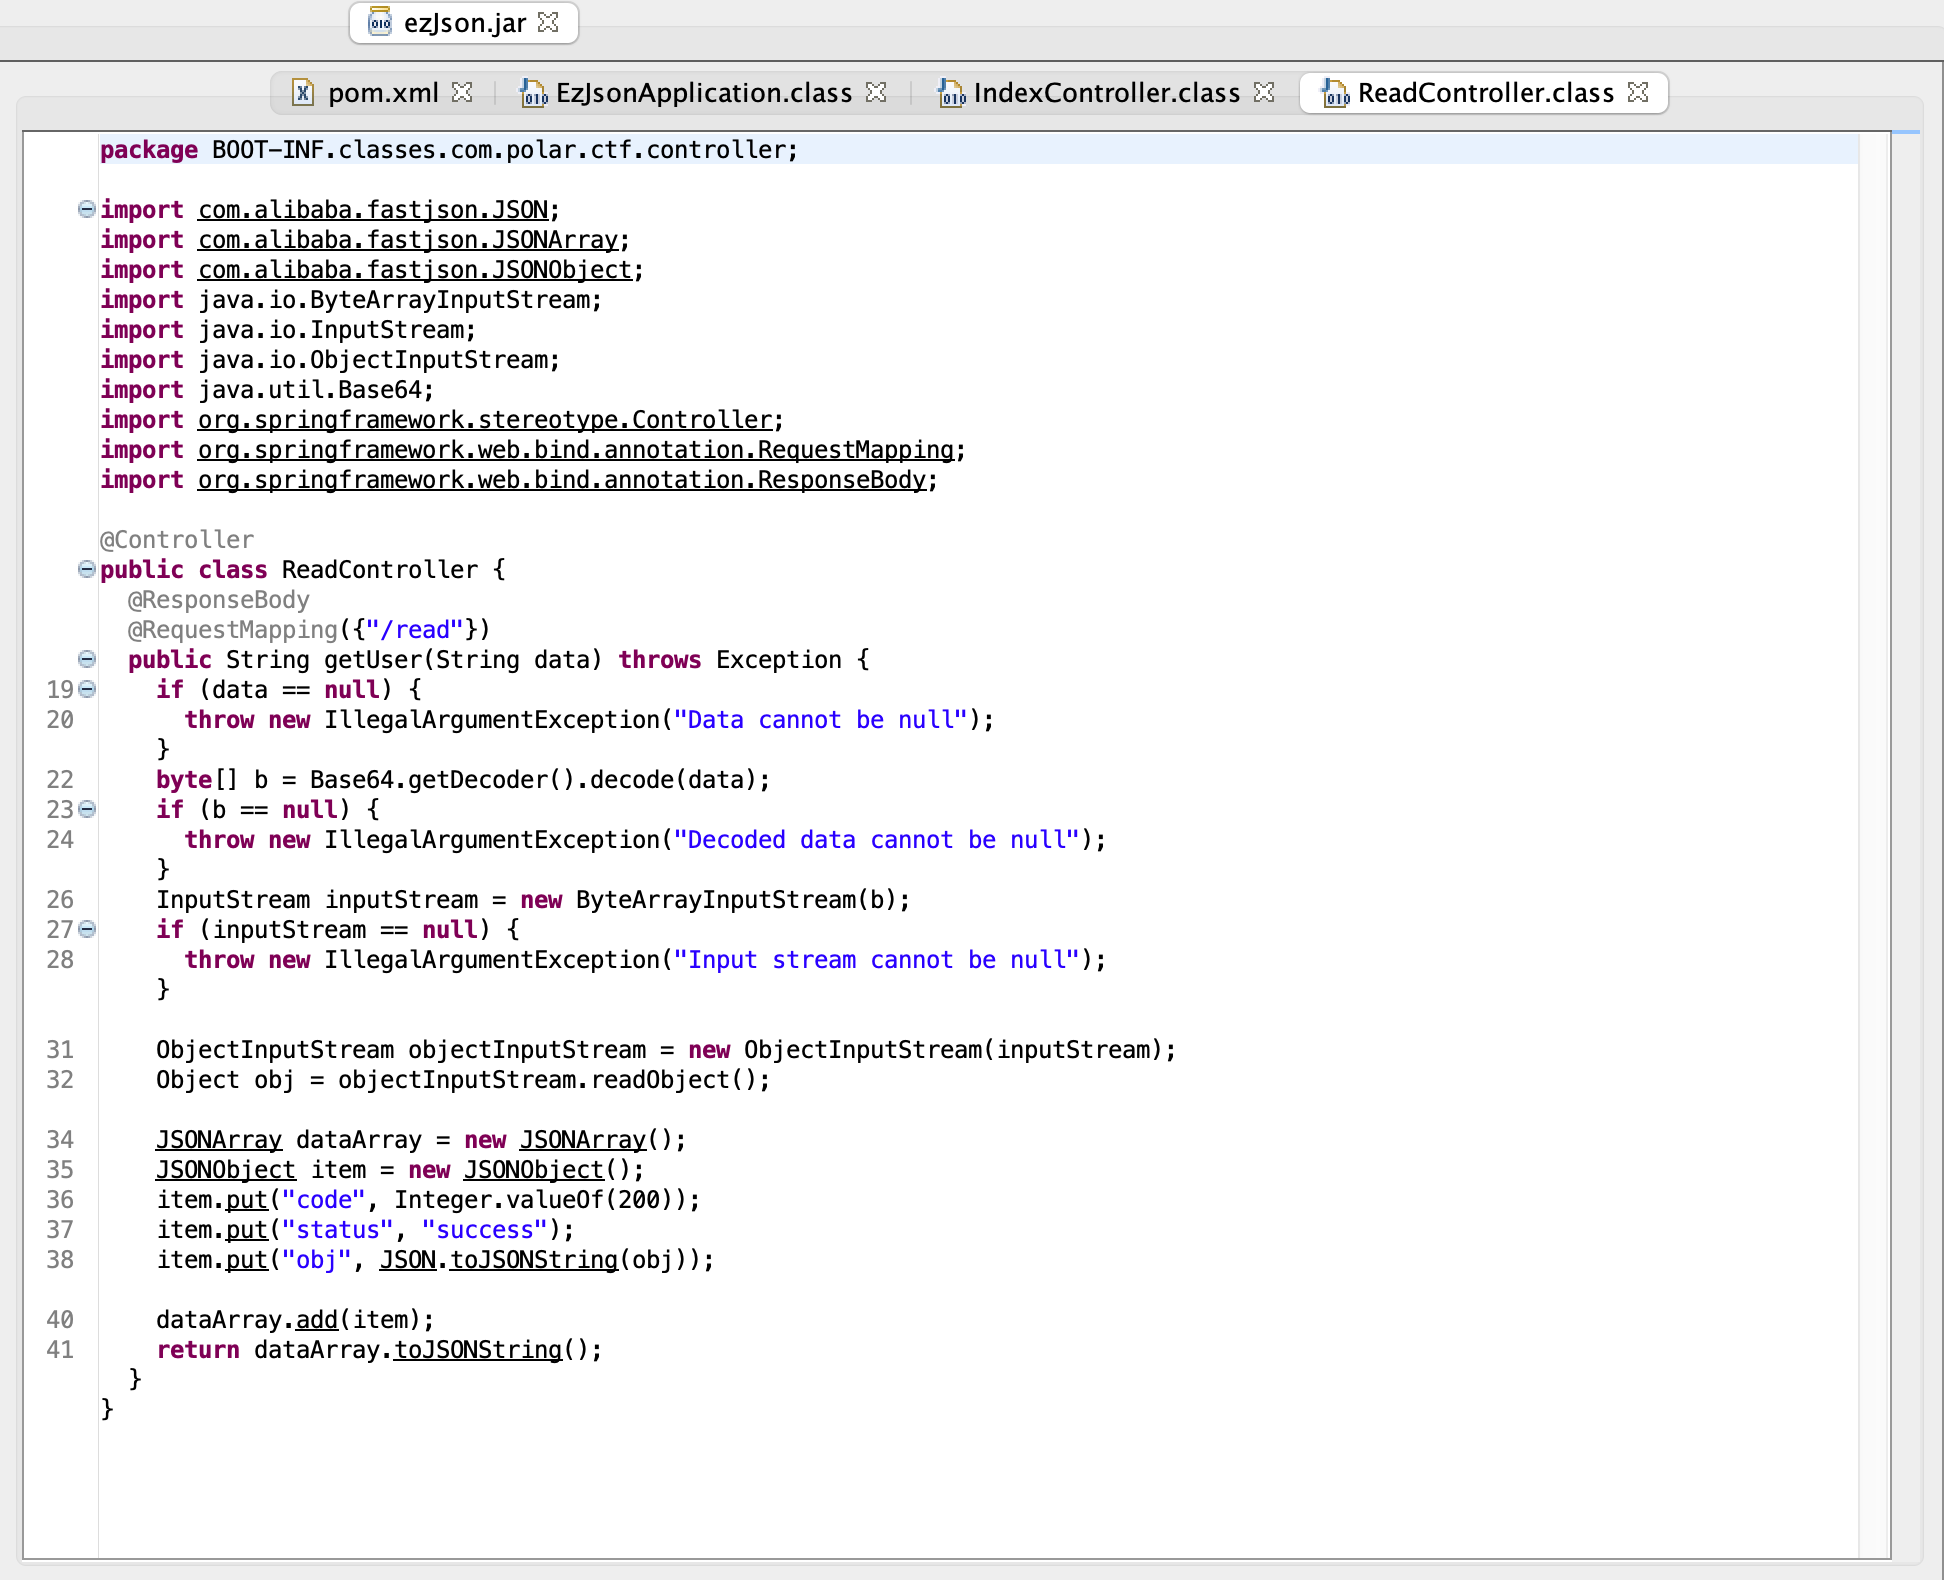 ezJson.jar
pom.xml EzJsonApplication.class IndexController.class ReadController.class
package BOOT-INF.classes.com.polar.ctf.controller;
import com.alibaba.fastjson.JSON;
import com.alibaba.fastjson.JSONArray;
import com.alibaba.fastjson.JSONObject;
import java.io.ByteArrayInputStream;
import java.io.InputStream;
import java.io.ObjectInputStream;
import java.util.Base64;
import org.springframework.stereotype.Controller;
import org.springframework.web.bind.annotation.RequestMapping;
import org.springframework.web.bind.annotation.ResponseBody;
@Controller
public class ReadController {
@ResponseBody
@RequestMapping({"/read"})
public String getUser(String data) throws Exception {
19 if (data == null) {
20 throw new IllegalArgumentException("Data cannot be null");
}
22 byte[] b = Base64.getDecoder().decode(data);
23 if (b == null) {
24 throw new IllegalArgumentException("Decoded data cannot be null");
}
26 InputStream inputStream = new ByteArrayInputStream(b);
27 if (inputStream == null) {
28 throw new IllegalArgumentException("Input stream cannot be null");
}
31 ObjectInputStream objectInputStream = new ObjectInputStream(inputStream);
32 Object obj = objectInputStream.readObject();
34 JSONArray dataArray = new JSONArray();
35 JSONObject item = new JSONObject();
36 item.put("code", Integer.valueOf(200));
37 item.put("status", "success");
38 item.put("obj", JSON.toJSONString(obj));
40 dataArray.add(item);
41 return dataArray.toJSONString();
}
}